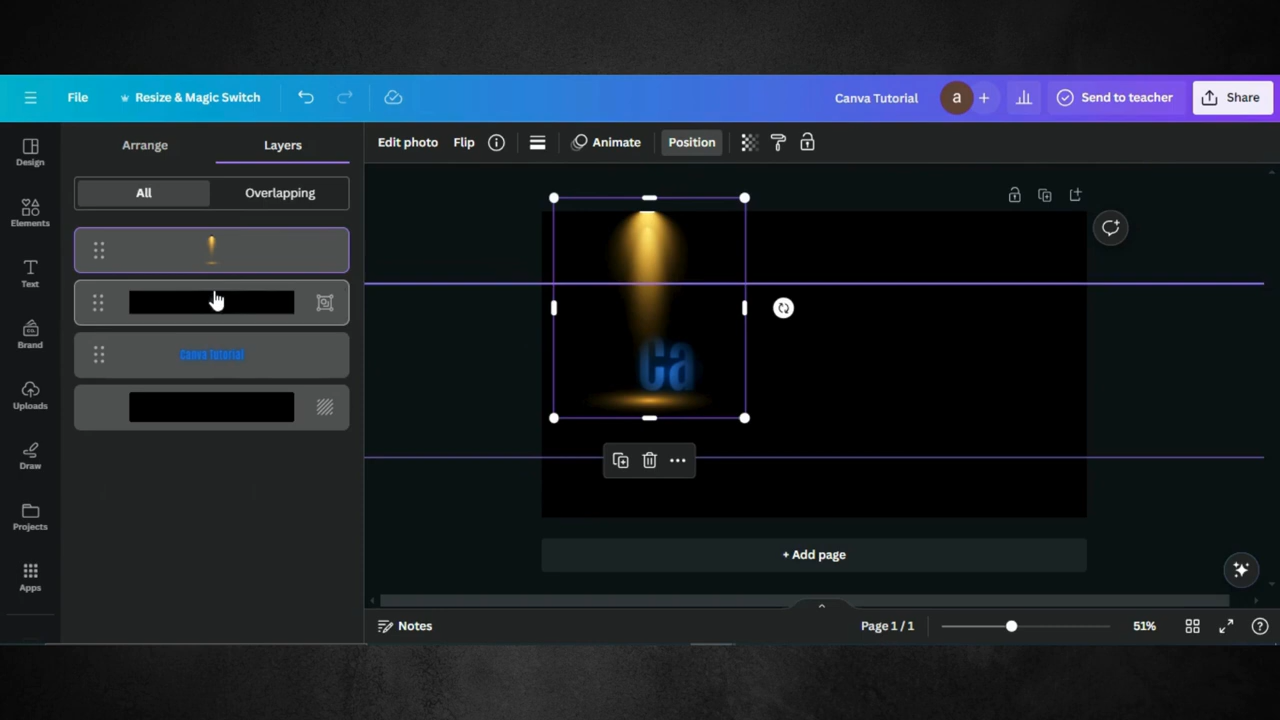 File
Resize & Magic Switch
Canva Tutorial
a
+
Send to teacher
Share
Design
Elements
Text
Brand
Uploads
Draw
Projects
Apps
Arrange
Layers
All
Overlapping
Canva Tutorial
Edit photo
Flip
Animate
Position
Ca
+ Add page
Notes
Page 1 / 1
51%